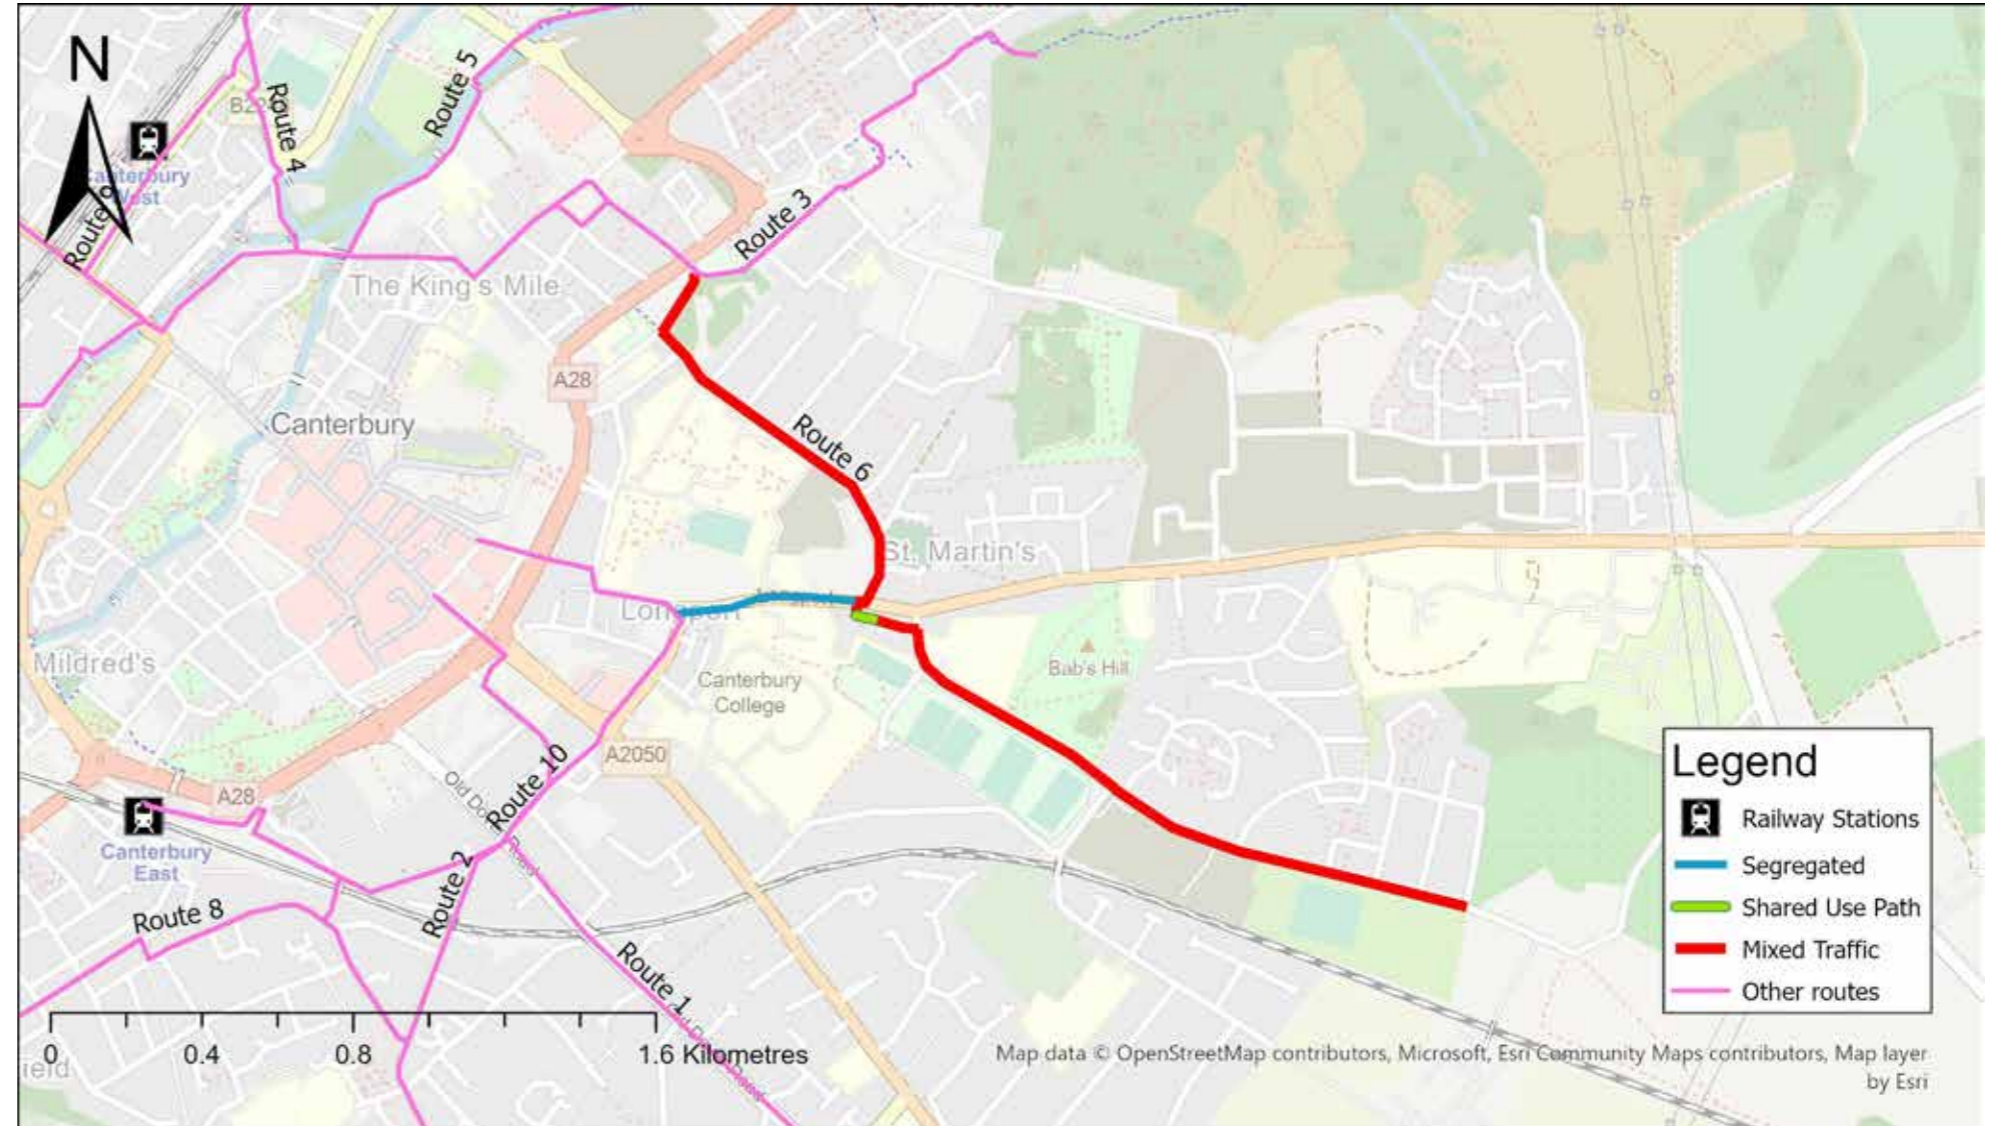 N
Route 5
Route 4
Canterbury
West
Route 3
The King's Mile
A28
Route 6
Canterbury
St. Martin's
Mildred's
Bab's Hill
Canterbury
College
A2050
Route 10
A28
Canterbury
East
Route 2
Route 8
Route 1
0 0.4 0.8 1.6 Kilometres
Legend
Railway Stations
Segregated
Shared Use Path
Mixed Traffic
Other routes
Map data © OpenStreetMap contributors, Microsoft, Esri Community Maps contributors, Map layer
by Esri